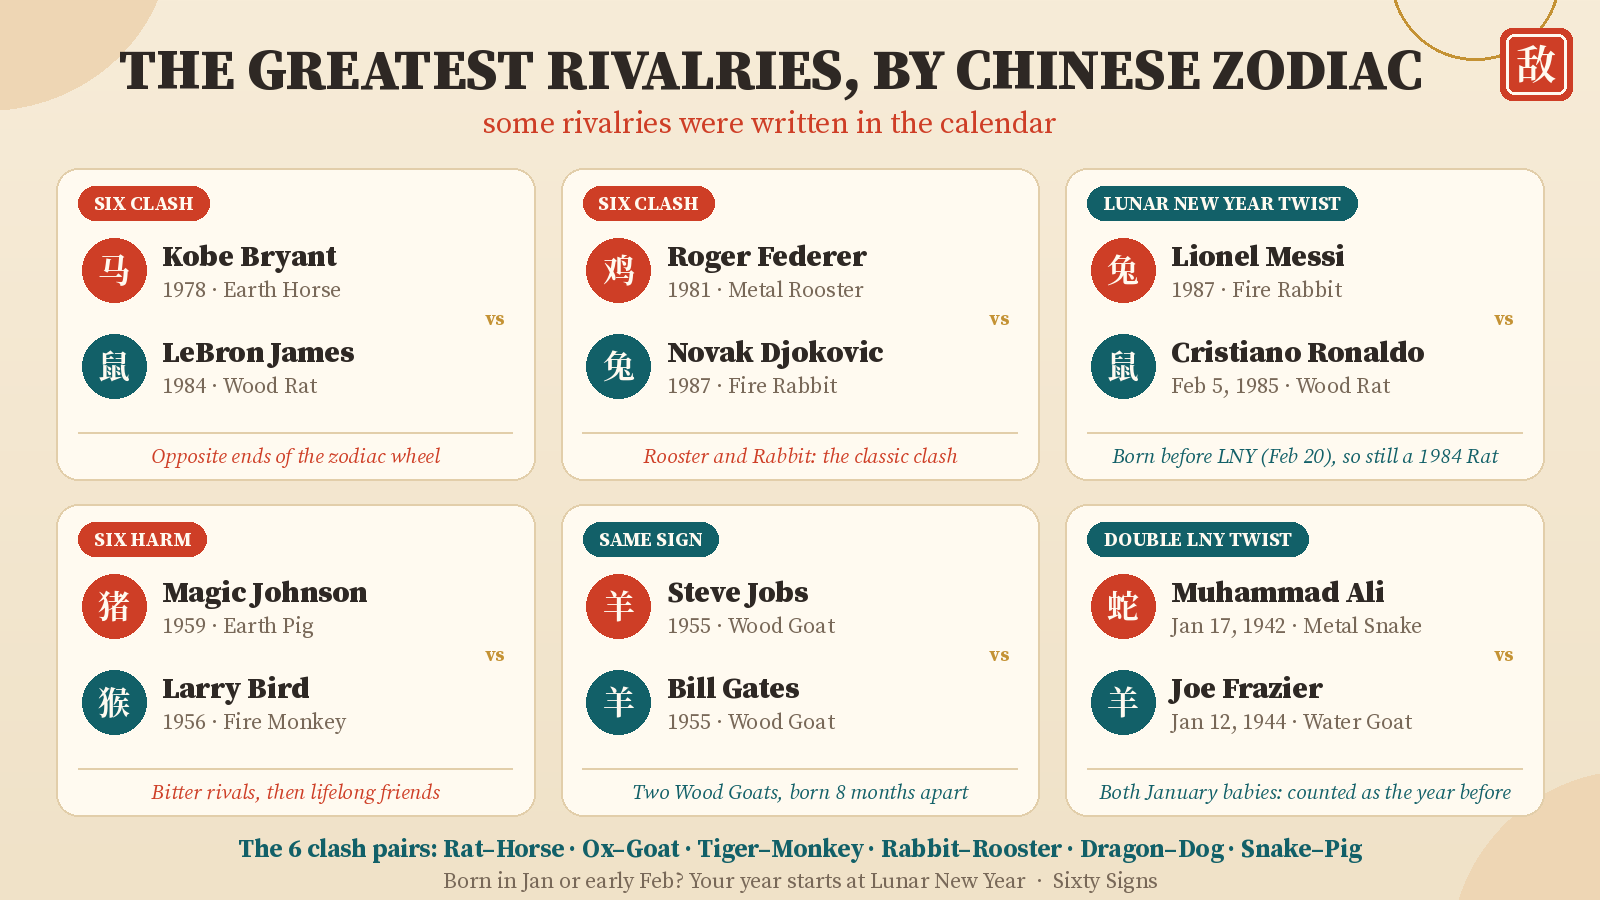 THE GREATEST RIVALRIES, BY CHINESE ZODIAC
敌
some rivalries were written in the calendar
SIX CLASH
马
Kobe Bryant
1978 · Earth Horse
vs
鼠
LeBron James
1984 · Wood Rat
Opposite ends of the zodiac wheel
SIX CLASH
鸡
Roger Federer
1981 · Metal Rooster
vs
兔
Novak Djokovic
1987 · Fire Rabbit
Rooster and Rabbit: the classic clash
LUNAR NEW YEAR TWIST
兔
Lionel Messi
1987 · Fire Rabbit
vs
鼠
Cristiano Ronaldo
Feb 5, 1985 · Wood Rat
Born before LNY (Feb 20), so still a 1984 Rat
SIX HARM
猪
Magic Johnson
1959 · Earth Pig
vs
猴
Larry Bird
1956 · Fire Monkey
Bitter rivals, then lifelong friends
SAME SIGN
羊
Steve Jobs
1955 · Wood Goat
vs
羊
Bill Gates
1955 · Wood Goat
Two Wood Goats, born 8 months apart
DOUBLE LNY TWIST
蛇
Muhammad Ali
Jan 17, 1942 · Metal Snake
vs
羊
Joe Frazier
Jan 12, 1944 · Water Goat
Both January babies: counted as the year before
The 6 clash pairs: Rat–Horse · Ox–Goat · Tiger–Monkey · Rabbit–Rooster · Dragon–Dog · Snake–Pig
Born in Jan or early Feb? Your year starts at Lunar New Year · Sixty Signs